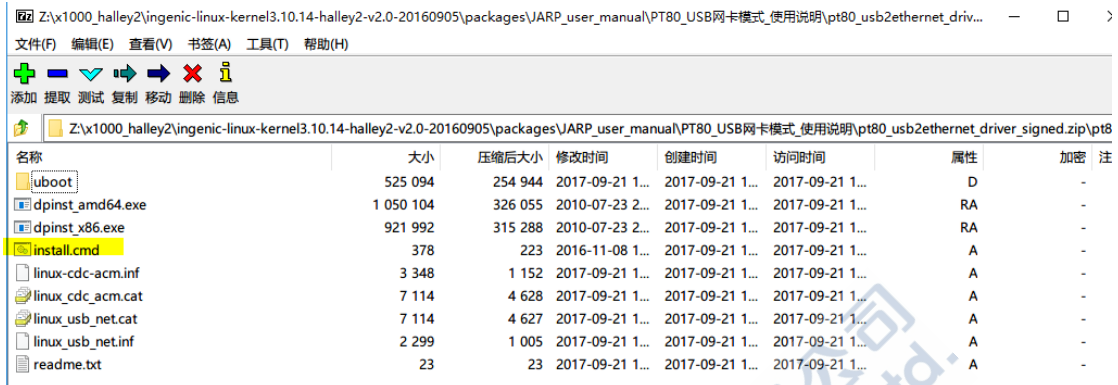 Z:\x1000_halley2\ingenic-linux-kernel3.10.14-halley2-v2.0-20160905\packages\JARP_user_manual\PT80_USB网卡模式_使用说明\pt80_usb2ethernet_driv...
文件(F) 编辑(E) 查看(V) 书签(A) 工具(T) 帮助(H)
添加 提取 测试 复制 移动 删除 信息
Z:\x1000_halley2\ingenic-linux-kernel3.10.14-halley2-v2.0-20160905\packages\JARP_user_manual\PT80_USB网卡模式_使用说明\pt80_usb2ethernet_driver_signed.zip\pt8
名称 大小 压缩后大小 修改时间 创建时间 访问时间 属性 加密 注
uboot 525 094 254 944 2017-09-21 1... 2017-09-21 1... 2017-09-21 1... D -
dpinst_amd64.exe 1 050 104 326 055 2010-07-23 2... 2017-09-21 1... 2017-09-21 1... RA -
dpinst_x86.exe 921 992 315 288 2010-07-23 2... 2017-09-21 1... 2017-09-21 1... RA -
install.cmd 378 223 2016-11-08 1... 2017-09-21 1... 2017-09-21 1... A -
linux-cdc-acm.inf 3 348 1 152 2017-09-21 1... 2017-09-21 1... 2017-09-21 1... A -
linux_cdc_acm.cat 7 114 4 628 2017-09-21 1... 2017-09-21 1... 2017-09-21 1... A -
linux_usb_net.cat 7 114 4 627 2017-09-21 1... 2017-09-21 1... 2017-09-21 1... A -
linux_usb_net.inf 2 299 1 005 2017-09-21 1... 2017-09-21 1... 2017-09-21 1... A -
readme.txt 23 23 2017-09-21 1... 2017-09-21 1... 2017-09-21 1... A -
公司
td.